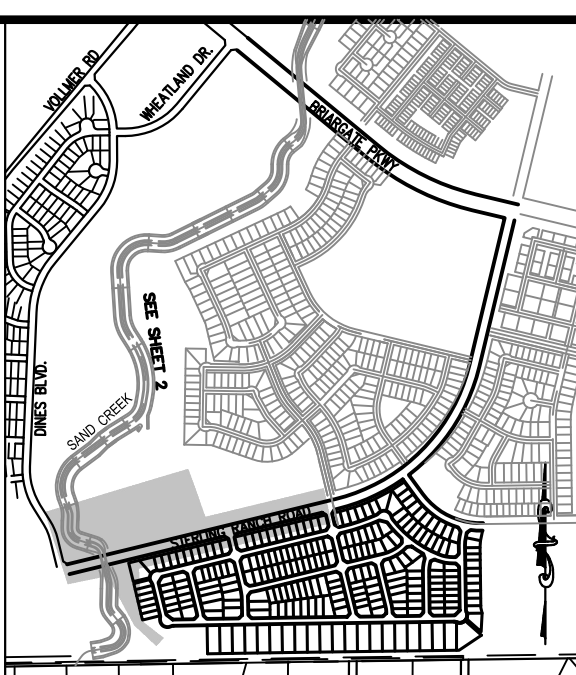 VOLLMER RD
WHEATLAND DR.
BRIARGATE PKWY
SEE SHEET 2
DINES BLVD.
SAND CREEK
STERLING RANCH ROAD